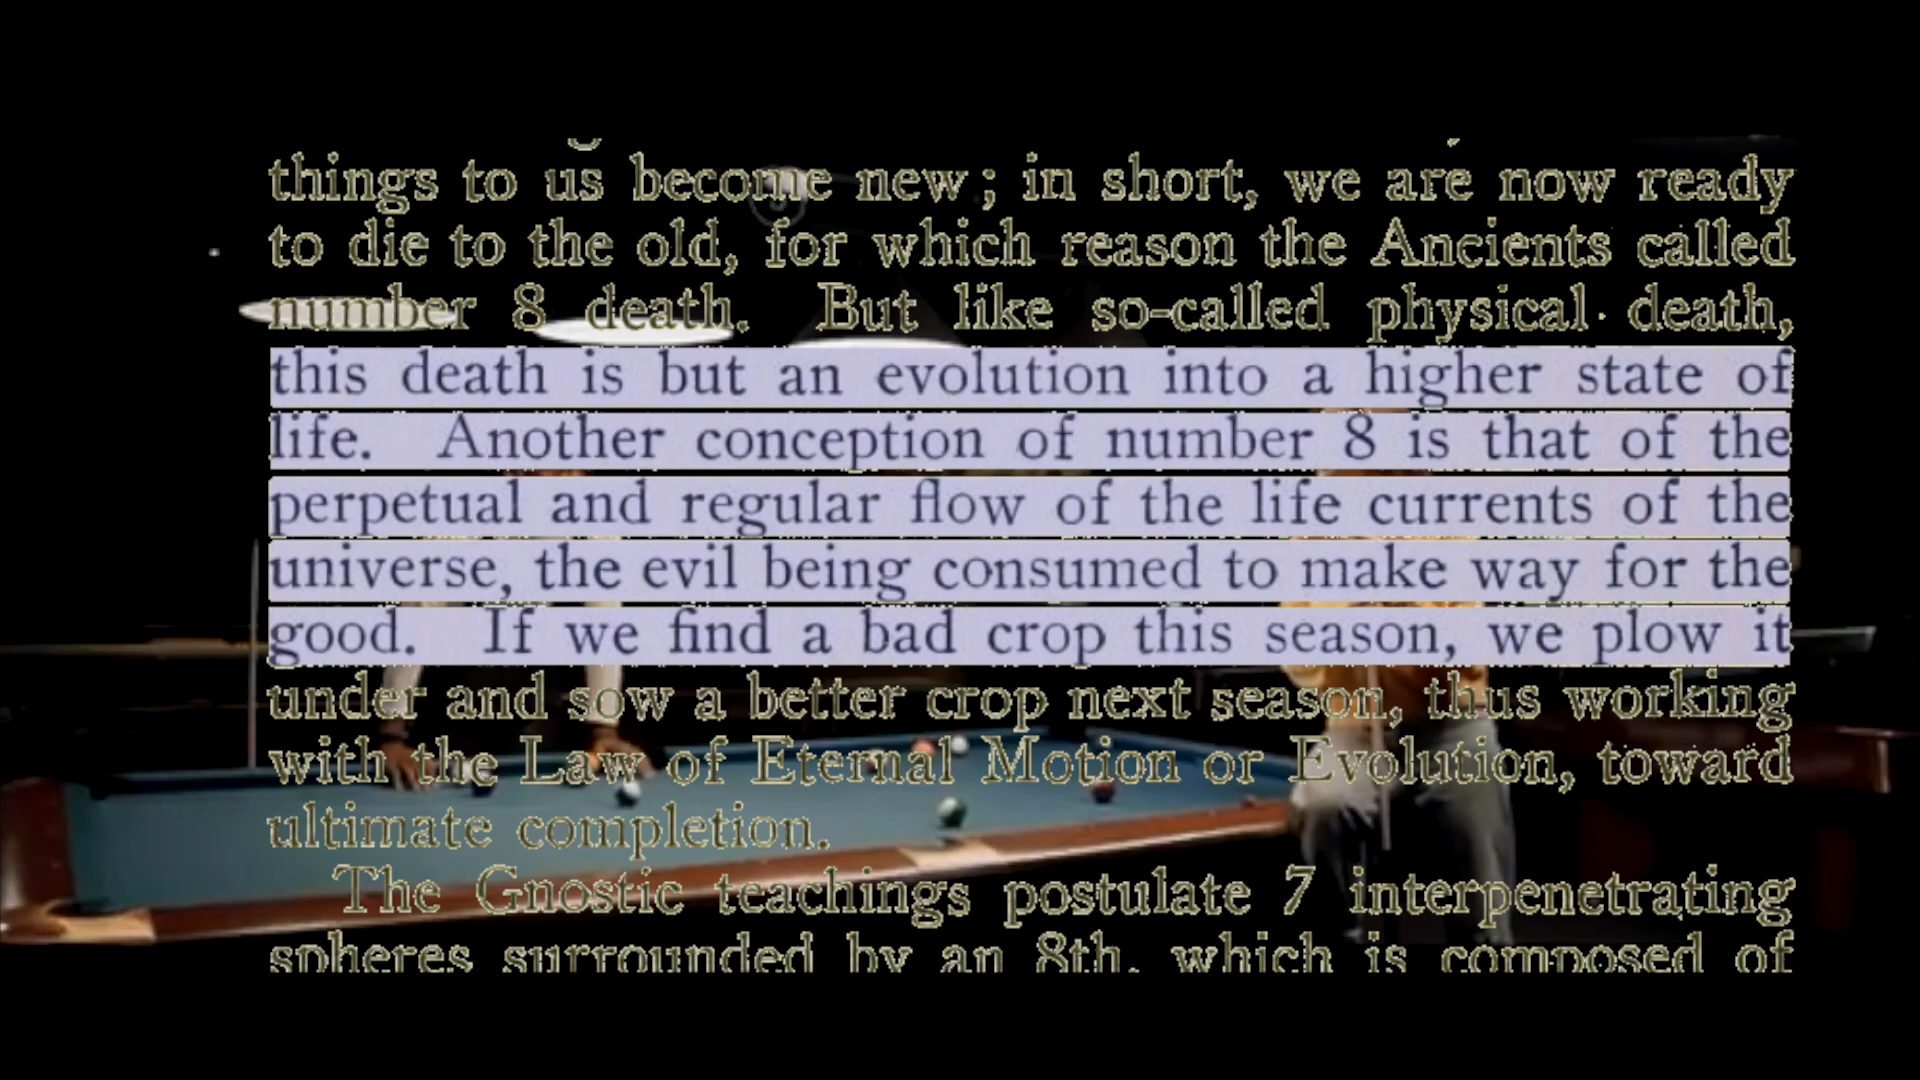 things to us become new; in short, we are now ready
to die to the old, for which reason the Ancients called
number 8 death. But like so-called physical death,
this death is but an evolution into a higher state of
life. Another conception of number 8 is that of the
perpetual and regular flow of the life currents of the
universe, the evil being consumed to make way for the
good. If we find a bad crop this season, we plow it
under and sow a better crop next season, thus working
with the Law of Eternal Motion or Evolution, toward
ultimate completion.
The Gnostic teachings postulate 7 interpenetrating
spheres surrounded by an 8th, which is composed of